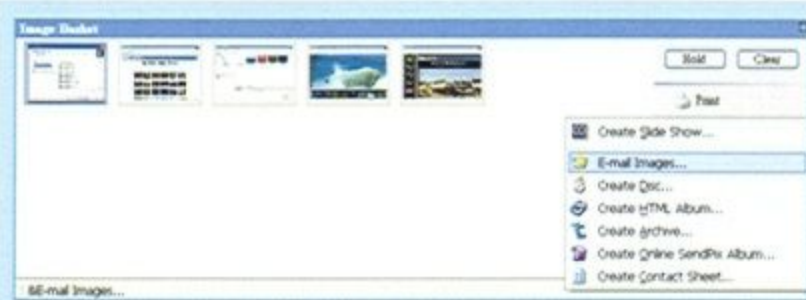 Image Basket
Hold Clear
Print
Create Slide Show...
E-mail Images...
Create Disc...
Create HTML Album...
Create Archive...
Create Online SendPix Album...
Create Contact Sheet...
&E-mail Images...